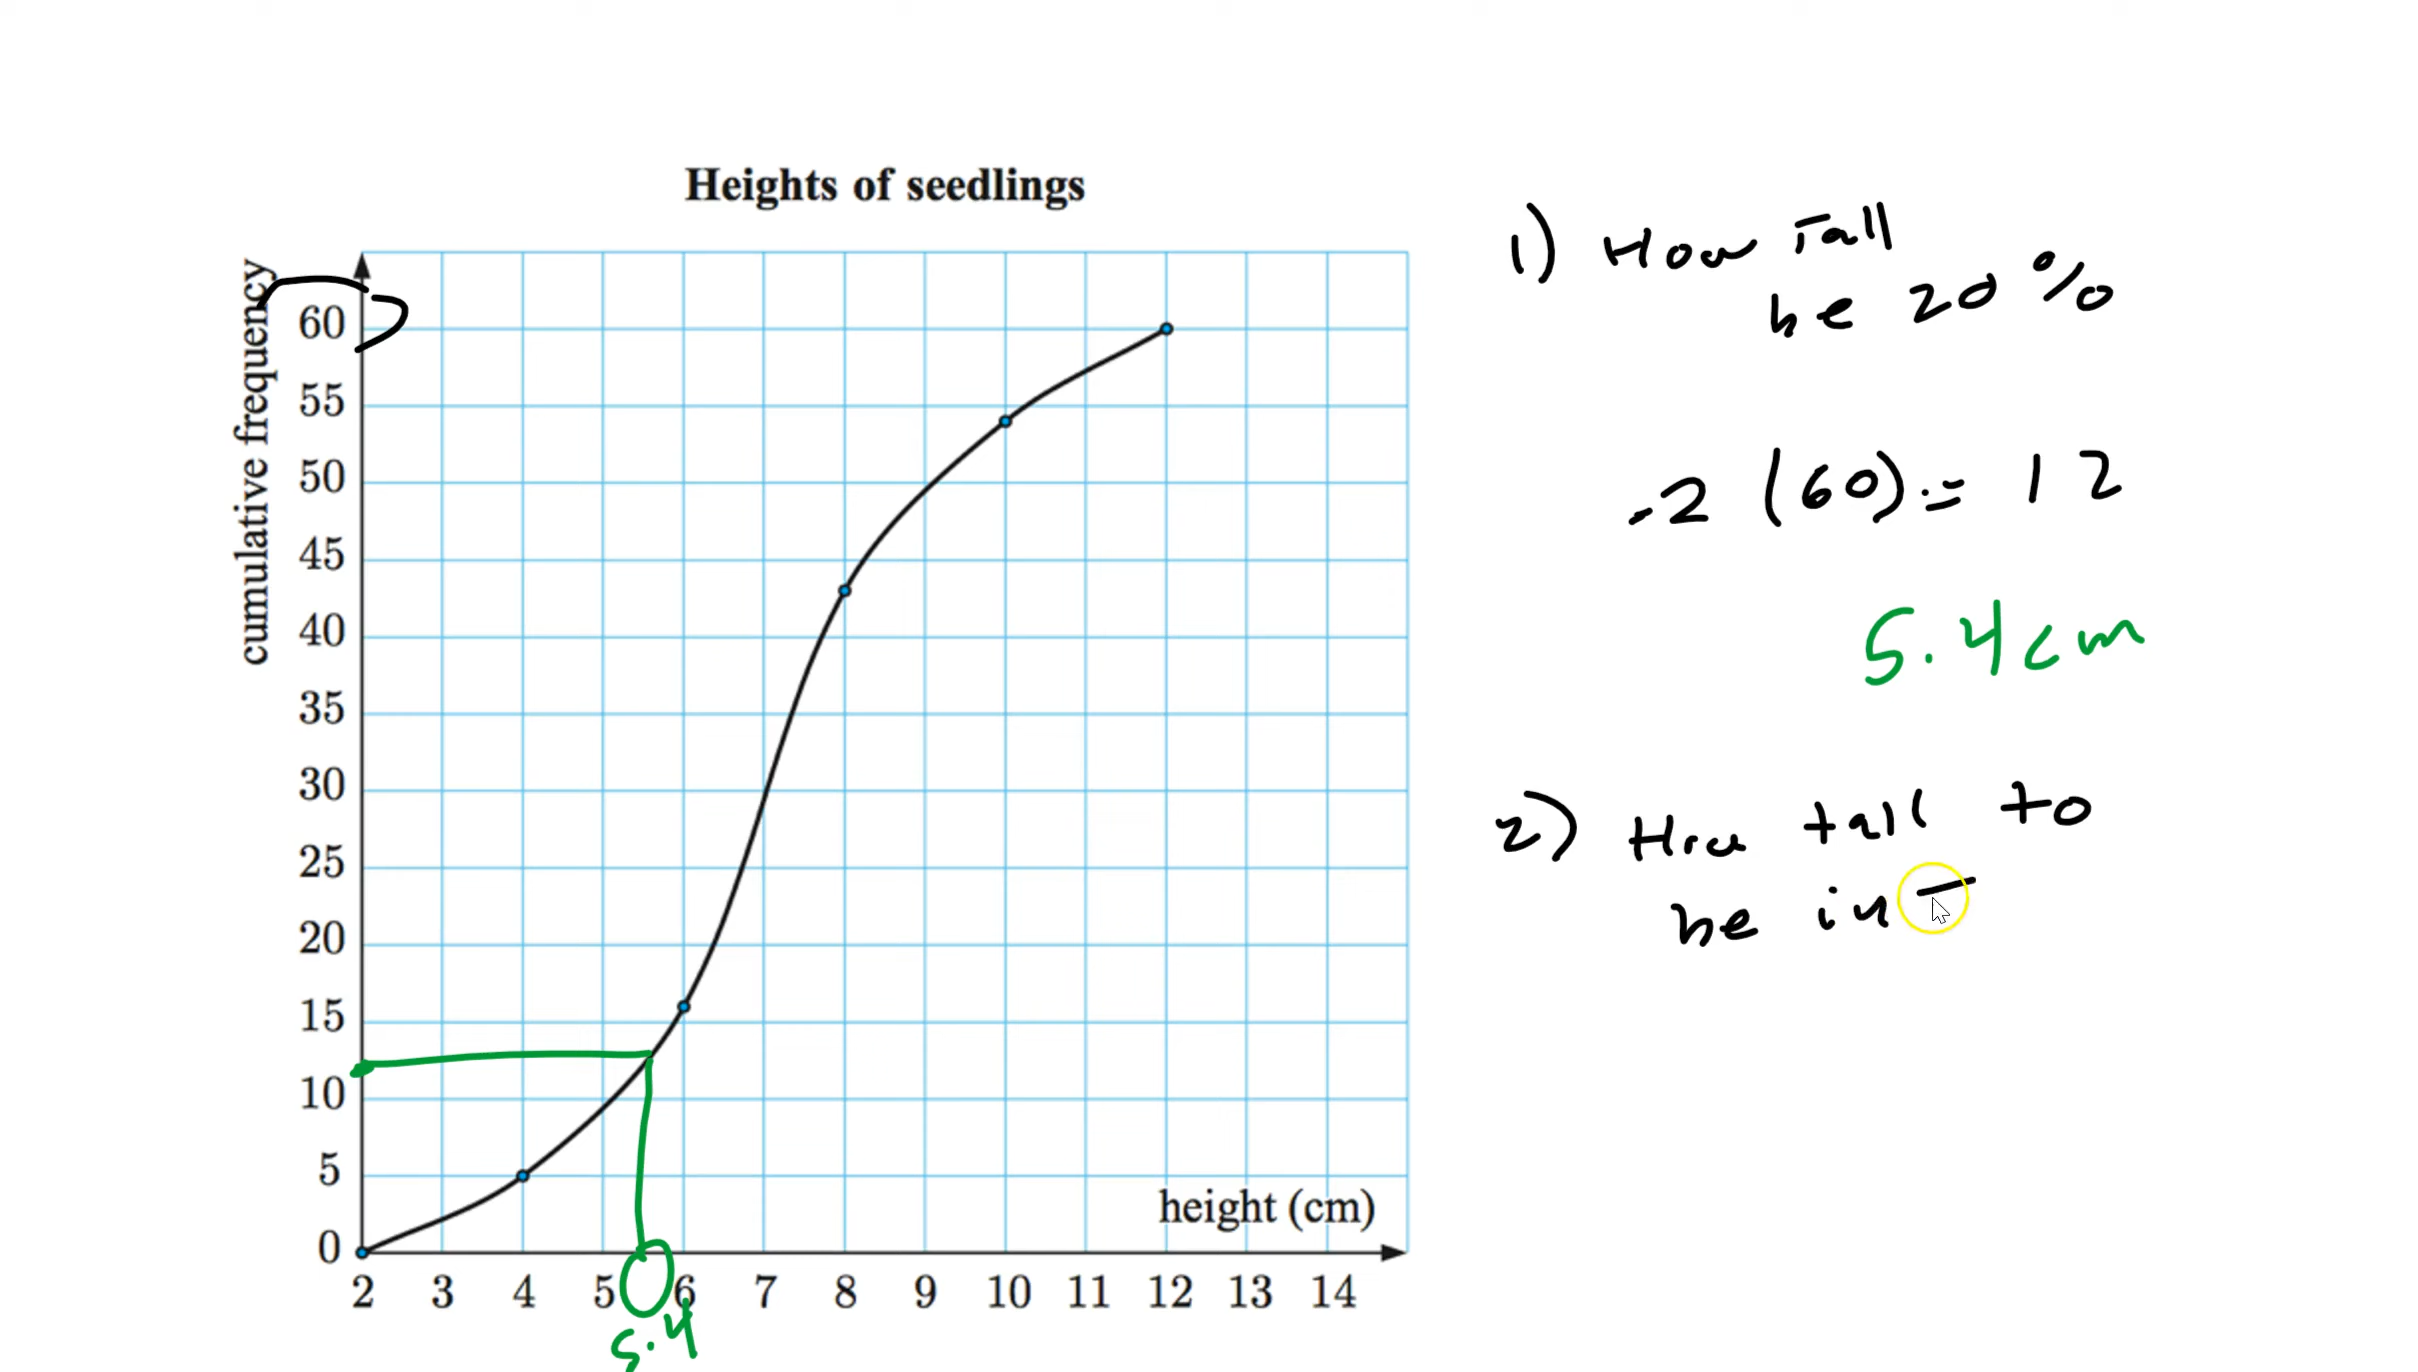 Heights of seedlings
cumulative frequency
60
55
50
45
40
35
30
25
20
15
10
5
0
2 3 4 5 6 7 8 9 10 11 12 13 14
height (cm)
5.4
1) How Tall
be 20%
.2 (60) = 12
5.4cm
2) How tall to
be in